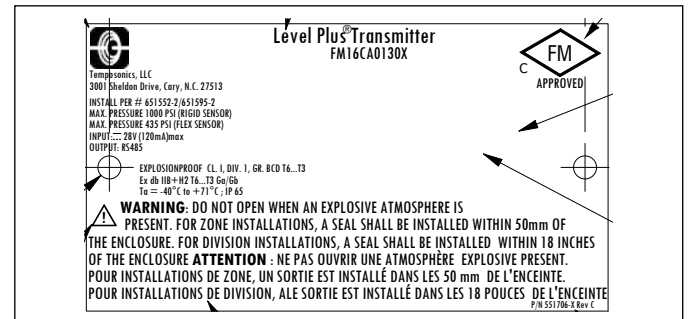 Level Plus® Transmitter
FM16CA0130X
FM
C
APPROVED
Temposonics, LLC
3001 Sheldon Drive, Cary, N.C. 27513
INSTALL PER # 651552-2/651595-2
MAX. PRESSURE 1000 PSI (RIGID SENSOR)
MAX. PRESSURE 435 PSI (FLEX SENSOR)
INPUT:⎓ 28V (120mA)max
OUTPUT: RS485
EXPLOSIONPROOF CL. I, DIV. 1, GR. BCD T6...T3
Ex db IIB+H2 T6...T3 Ga/Gb
Ta = -40°C to +71°C ; IP 65
WARNING: DO NOT OPEN WHEN AN EXPLOSIVE ATMOSPHERE IS
PRESENT. FOR ZONE INSTALLATIONS, A SEAL SHALL BE INSTALLED WITHIN 50mm OF
THE ENCLOSURE. FOR DIVISION INSTALLATIONS, A SEAL SHALL BE INSTALLED WITHIN 18 INCHES
OF THE ENCLOSURE ATTENTION : NE PAS OUVRIR UNE ATMOSPHÈRE EXPLOSIVE PRESENT.
POUR INSTALLATIONS DE ZONE, UN SORTIE EST INSTALLÉ DANS LES 50 mm DE L'ENCEINTE.
POUR INSTALLATIONS DE DIVISION, ALE SORTIE EST INSTALLÉ DANS LES 18 POUCES DE L'ENCEINTE
P/N 551706-X Rev C